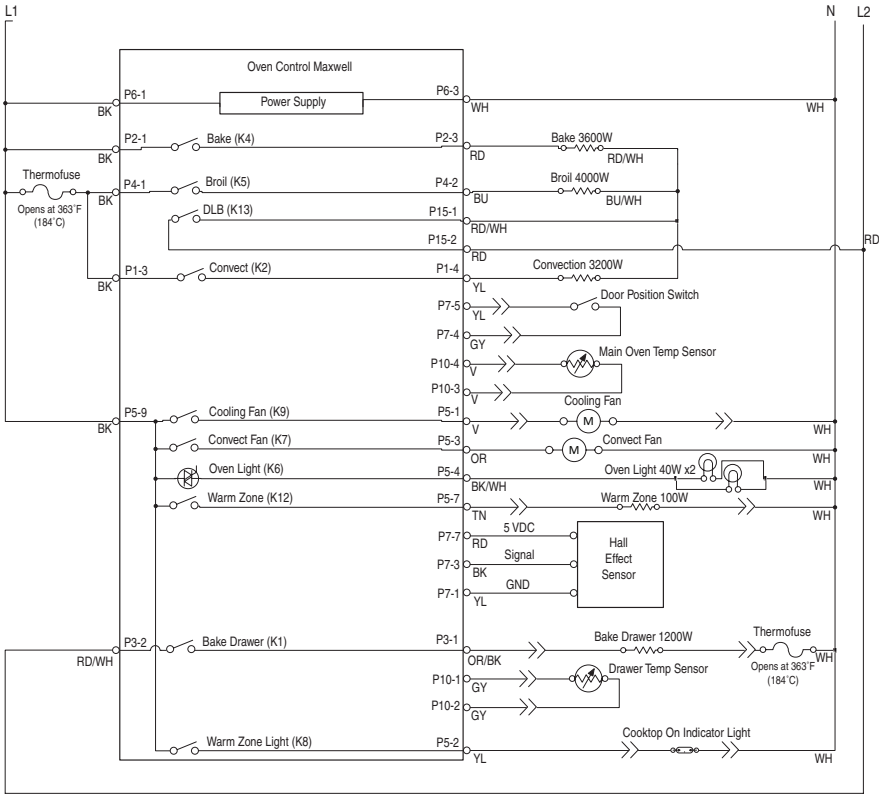 L1
N
L2
Oven Control Maxwell
P6-1
Power Supply
P6-3
BK
WH
WH
P2-1
Bake (K4)
P2-3
Bake 3600W
BK
RD
RD/WH
Thermofuse
P4-1
Broil (K5)
P4-2
Broil 4000W
BK
BU
BU/WH
Opens at 363˚F
(184˚C)
DLB (K13)
P15-1
RD/WH
P15-2
RD
RD
P1-3
Convect (K2)
P1-4
Convection 3200W
BK
YL
P7-5
Door Position Switch
YL
P7-4
GY
P10-4
Main Oven Temp Sensor
V
P10-3
V
Cooling Fan
P5-9
Cooling Fan (K9)
P5-1
M
BK
V
WH
Convect Fan (K7)
P5-3
M
Convect Fan
OR
WH
Oven Light (K6)
P5-4
Oven Light 40W x2
BK/WH
WH
Warm Zone (K12)
P5-7
Warm Zone 100W
TN
WH
P7-7
5 VDC
RD
Hall
Effect
Sensor
P7-3
Signal
BK
P7-1
GND
YL
P3-2
Bake Drawer (K1)
P3-1
Bake Drawer 1200W
Thermofuse
RD/WH
OR/BK
WH
Opens at 363˚F
(184˚C)
P10-1
Drawer Temp Sensor
GY
P10-2
GY
Warm Zone Light (K8)
P5-2
Cooktop On Indicator Light
YL
WH